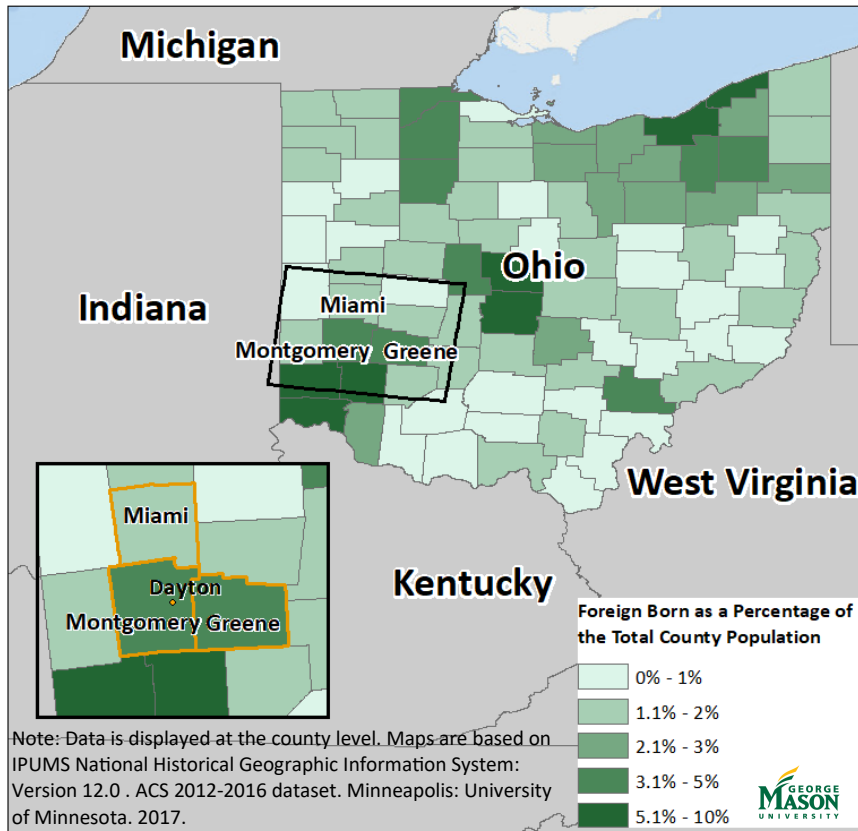 Michigan
Ohio
Indiana
Miami
Montgomery Greene
West Virginia
Miami
Dayton
Montgomery Greene
Kentucky
Foreign Born as a Percentage of
the Total County Population
0% - 1%
1.1% - 2%
2.1% - 3%
3.1% - 5%
5.1% - 10%
Note: Data is displayed at the county level. Maps are based on
IPUMS National Historical Geographic Information System:
Version 12.0 . ACS 2012-2016 dataset. Minneapolis: University
of Minnesota. 2017.
GEORGE
MASON
UNIVERSITY